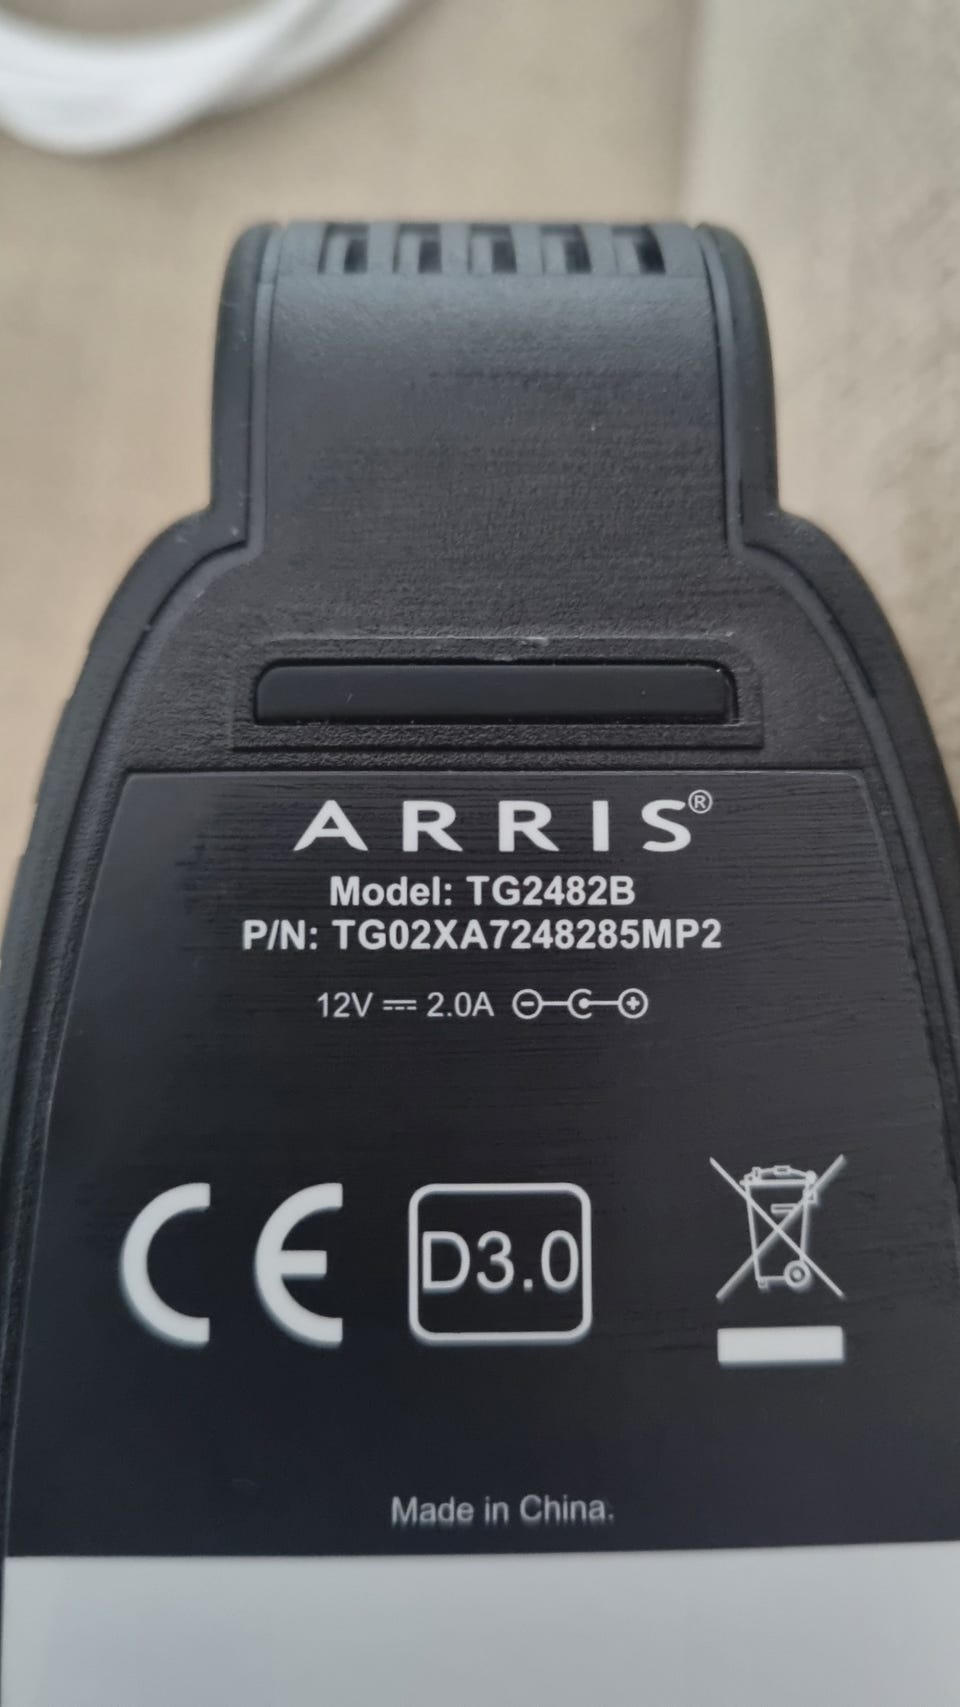 ARRIS®
Model: TG2482B
P/N: TG02XA7248285MP2
12V ⎓ 2.0A
CE D3.0
Made in China.